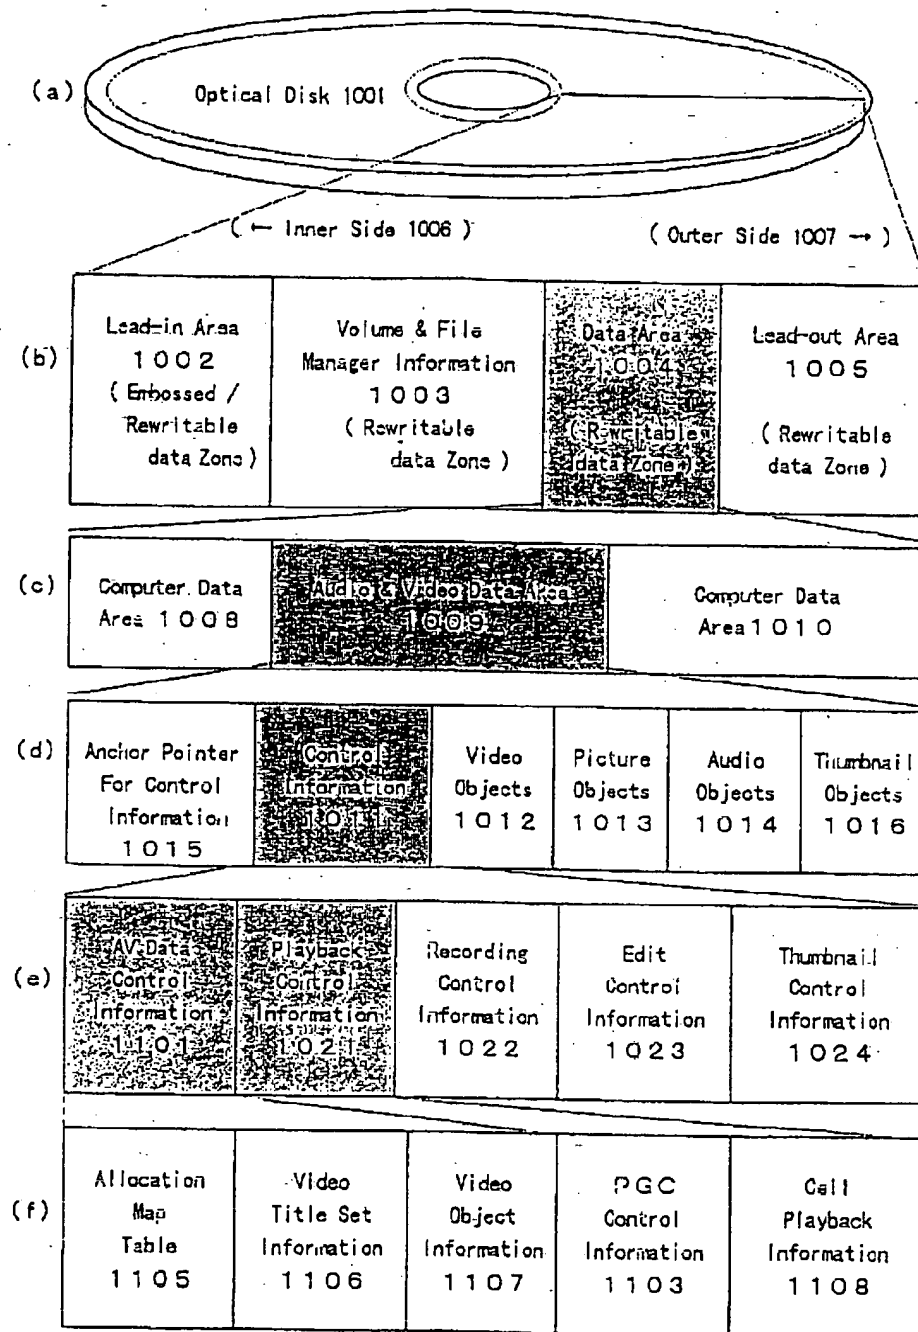 (a)
Optical Disk 1001
( ← Inner Side 1006 )
( Outer Side 1007 → )
(b)
Lead-in Area
1002
( Embossed /
Rewritable
data Zone )
Volume & File
Manager Information
1003
( Rewritable
data Zone )
Data Area
1004
( Rewritable
data Zone )
Lead-out Area
1005
( Rewritable
data Zone )
(c)
Computer Data
Area 1008
Audio & Video Data Area
1009
Computer Data
Area 1010
(d)
Anchor Pointer
For Control
Information
1015
Control
Information
1011
Video
Objects
1012
Picture
Objects
1013
Audio
Objects
1014
Thumbnail
Objects
1016
(e)
AV Data
Control
Information
1101
Playback
Control
Information
1021
Recording
Control
Information
1022
Edit
Control
Information
1023
Thumbnail
Control
Information
1024
(f)
Allocation
Map
Table
1105
Video
Title Set
Information
1106
Video
Object
Information
1107
PGC
Control
Information
1103
Cell
Playback
Information
1108